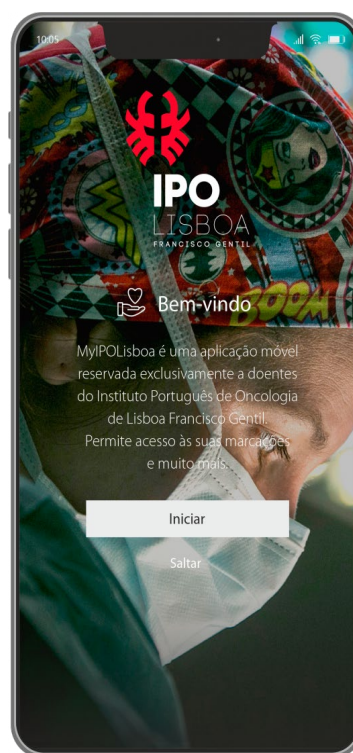 10:05
IPO
LISBOA
FRANCISCO GENTIL
BOOM
Bem-vindo
MyIPOLisboa é uma aplicação móvel
reservada exclusivamente a doentes
do Instituto Português de Oncologia
de Lisboa Francisco Gentil.
Permite acesso às suas marcações
e muito mais.
Iniciar
Saltar